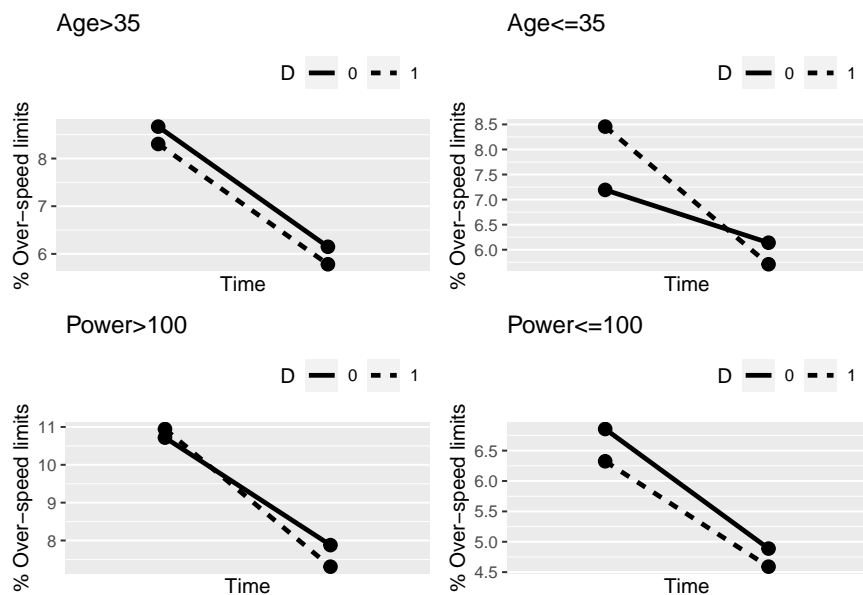 Age>35
D 0 1
% Over−speed limits
8
7
6
Time
Age<=35
D 0 1
% Over−speed limits
8.5
8.0
7.5
7.0
6.5
6.0
Time
Power>100
D 0 1
% Over−speed limits
11
10
9
8
Time
Power<=100
D 0 1
% Over−speed limits
6.5
6.0
5.5
5.0
4.5
Time